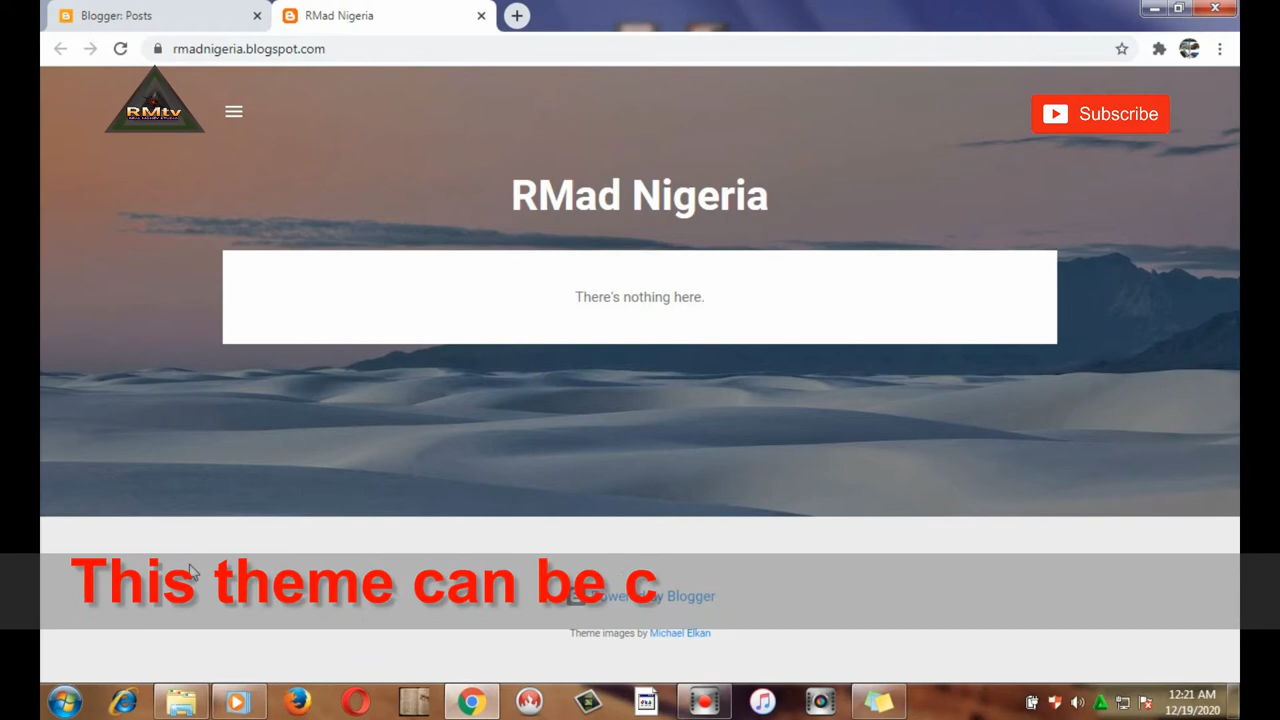 Blogger: Posts
RMad Nigeria
rmadnigeria.blogspot.com
RMtv
Subscribe
RMad Nigeria
There's nothing here.
This theme can be c
Powered by Blogger
Theme images by Michael Elkan
12:21 AM
12/19/2020